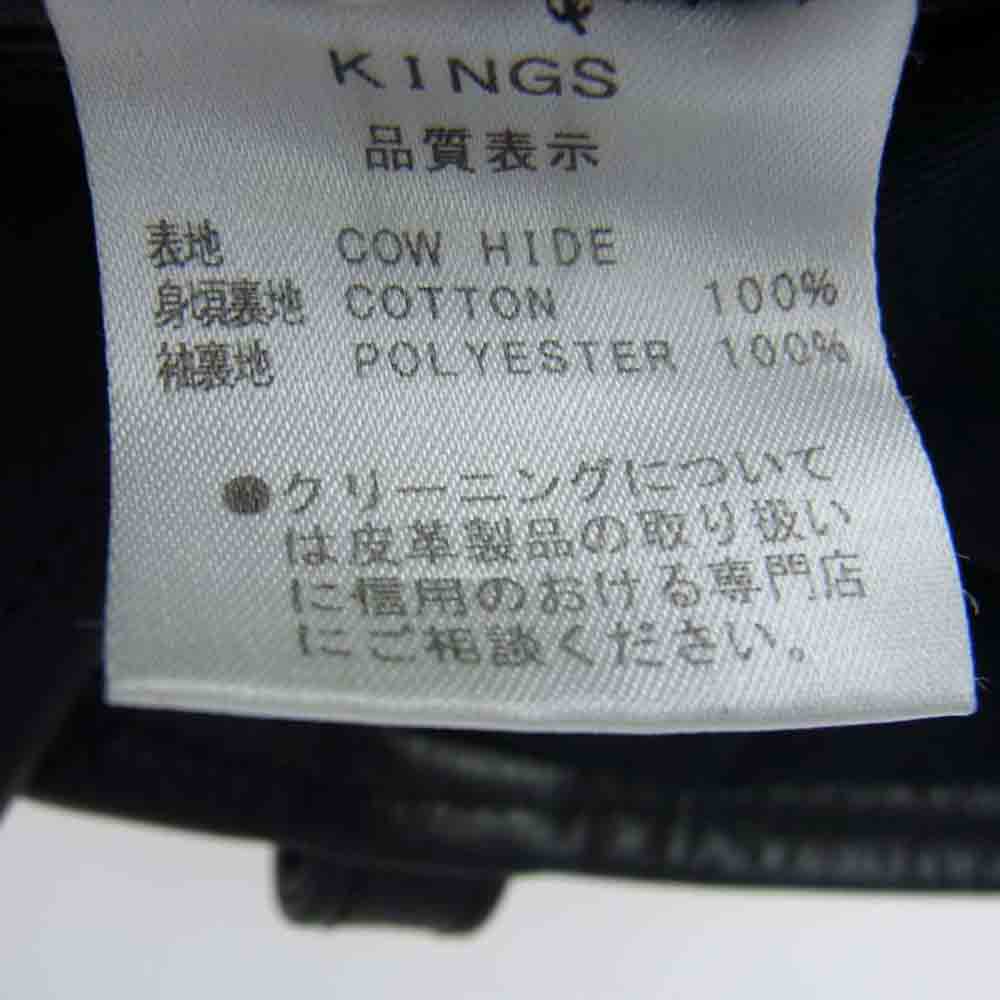 KINGS
品質表示
表地 COW HIDE
身頃裏地 COTTON 100%
袖裏地 POLYESTER 100%
●クリーニングについて
は皮革製品の取り扱い
に信用のおける専門店
にご相談ください。